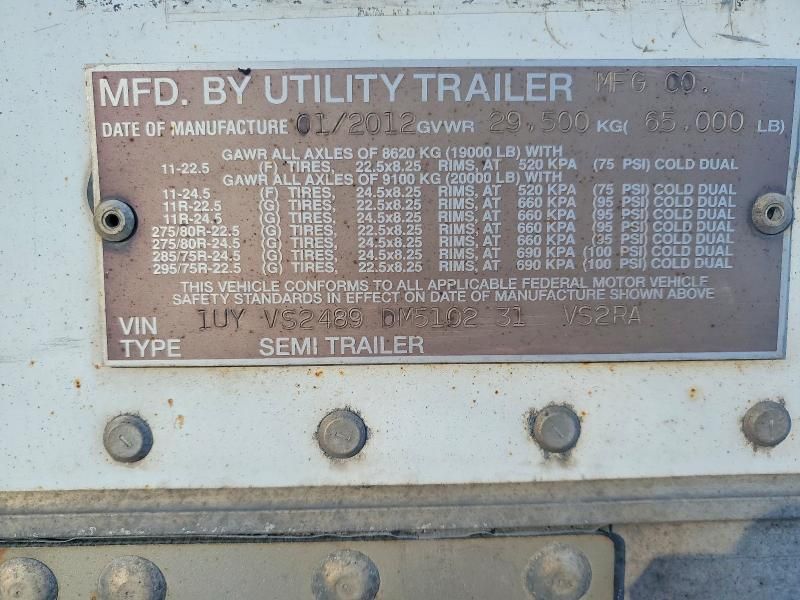 MFD. BY UTILITY TRAILER MFG CO.
DATE OF MANUFACTURE 01/2012 GVWR 29,500 KG( 65,000 LB)
GAWR ALL AXLES OF 8620 KG (19000 LB) WITH
11-22.5 (F) TIRES, 22.5x8.25 RIMS, AT 520 KPA (75 PSI) COLD DUAL
GAWR ALL AXLES OF 9100 KG (20000 LB) WITH
11-24.5 (F) TIRES, 24.5x8.25 RIMS, AT 520 KPA (75 PSI) COLD DUAL
11R-22.5 (G) TIRES, 22.5x8.25 RIMS, AT 660 KPA (95 PSI) COLD DUAL
11R-24.5 (G) TIRES, 24.5x8.25 RIMS, AT 660 KPA (95 PSI) COLD DUAL
275/80R-22.5 (G) TIRES, 22.5x8.25 RIMS, AT 660 KPA (95 PSI) COLD DUAL
275/80R-24.5 (G) TIRES, 24.5x8.25 RIMS, AT 660 KPA (95 PSI) COLD DUAL
285/75R-24.5 (G) TIRES, 24.5x8.25 RIMS, AT 690 KPA (100 PSI) COLD DUAL
295/75R-22.5 (G) TIRES, 22.5x8.25 RIMS, AT 690 KPA (100 PSI) COLD DUAL
THIS VEHICLE CONFORMS TO ALL APPLICABLE FEDERAL MOTOR VEHICLE
SAFETY STANDARDS IN EFFECT ON DATE OF MANUFACTURE SHOWN ABOVE
VIN 1UY VS2489 DM5102 31 VS2RA
TYPE SEMI TRAILER